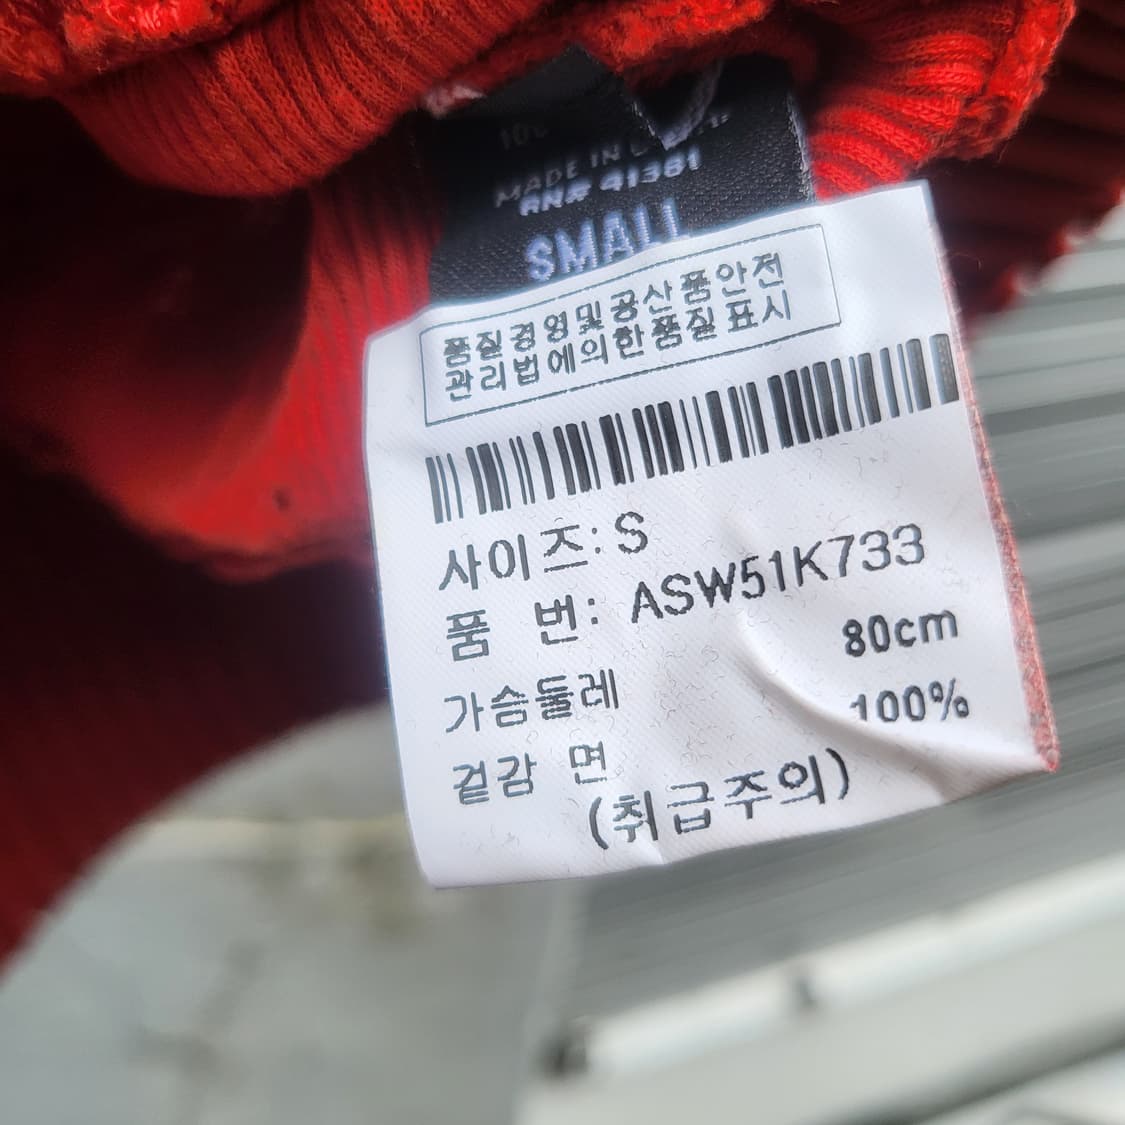 MADE IN
RN# 41381
SMALL
품질경영및공산품안전
관리법에의한품질표시
사이즈: S
품 번: ASW51K733
80cm
가슴둘레
100%
겉감 면
(취급주의)